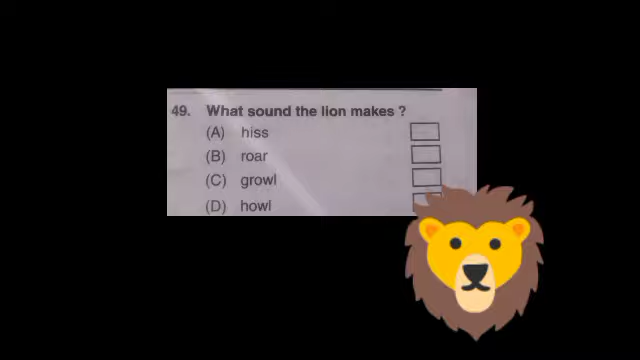 49. What sound the lion makes ?
(A) hiss
(B) roar
(C) growl
(D) howl